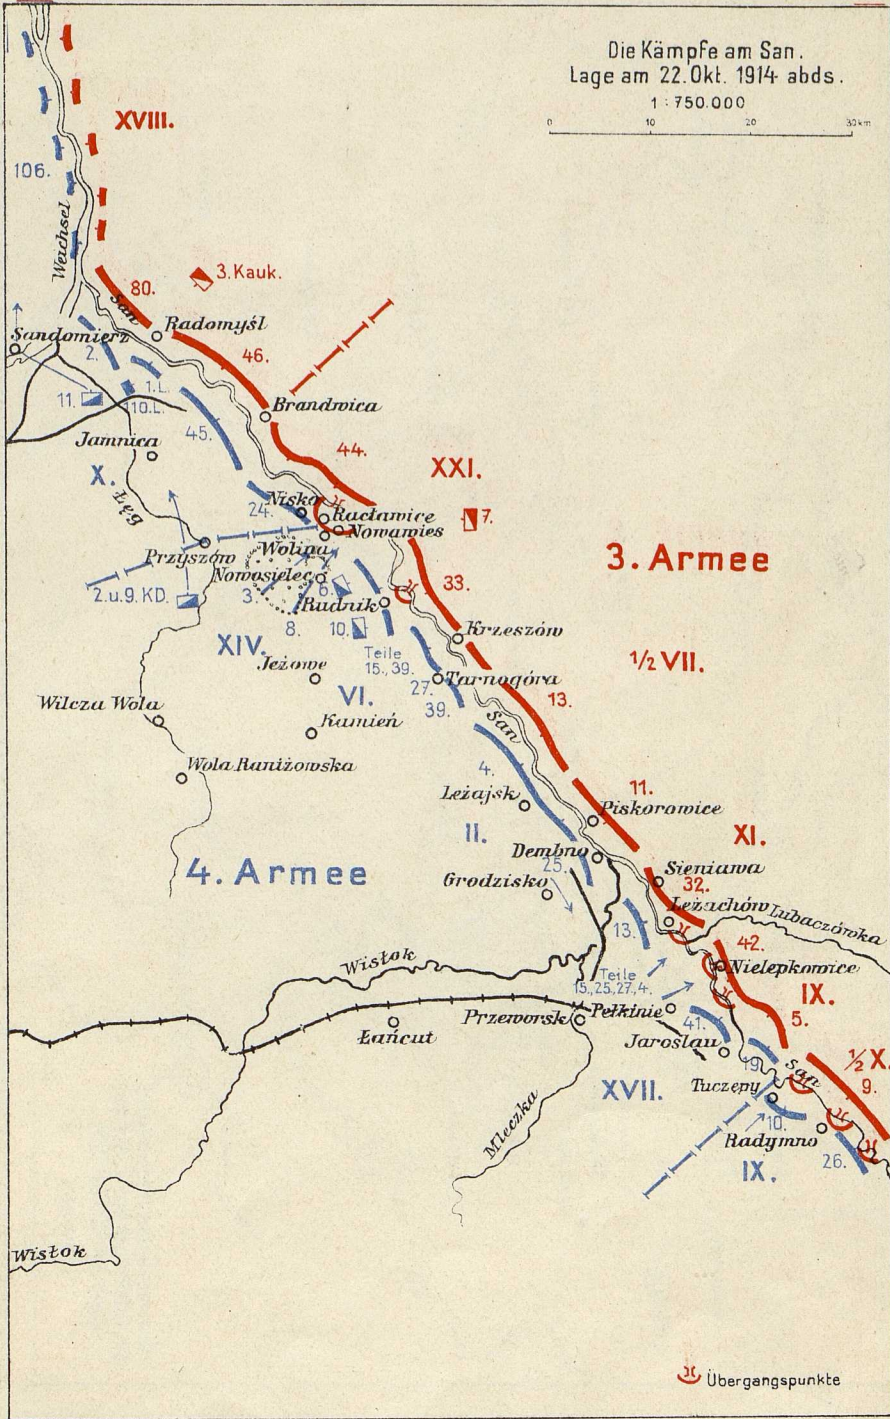 Die Kämpfe am San.
Lage am 22.Okt. 1914 abds.
1 : 750.000
0 10 20 30 km
XVIII.
106.
Weichsel
3. Kauk.
80.
San
Radomyśl
Sandomierz
2.
46.
1.L.
11.
110.L.
Brandwica
45.
Jamnica
44.
XXI.
X.
Łęg
24.
Nisko
Racławice
7.
Nowawies
Przyszów
Wolina
3. Armee
Nowosielec
33.
2.u.9. KD.
3.
6.
Rudnik
8.
10.
Krzeszów
XIV.
Teile
15., 39.
½ VII.
Jeżowe
27.
Tarnogóra
VI.
39.
13.
Wilcza Wola
San
Kamień
Wola Raniżowska
4.
11.
Leżajsk
Piskorowice
II.
XI.
Dembno
25.
Sieniawa
4. Armee
Grodzisko
32.
Leżachów
Lubaczówka
13.
42.
Wisłok
Nielepkowice
Teile
15.,25.,27.,4.
IX.
Pełkinie
5.
Przeworsk
Łańcut
41.
Jaroslau
½ X.
19.
San
9.
XVII.
Tuczępy
Mleczka
10.
Radymno
26.
IX.
Wisłok
Übergangspunkte